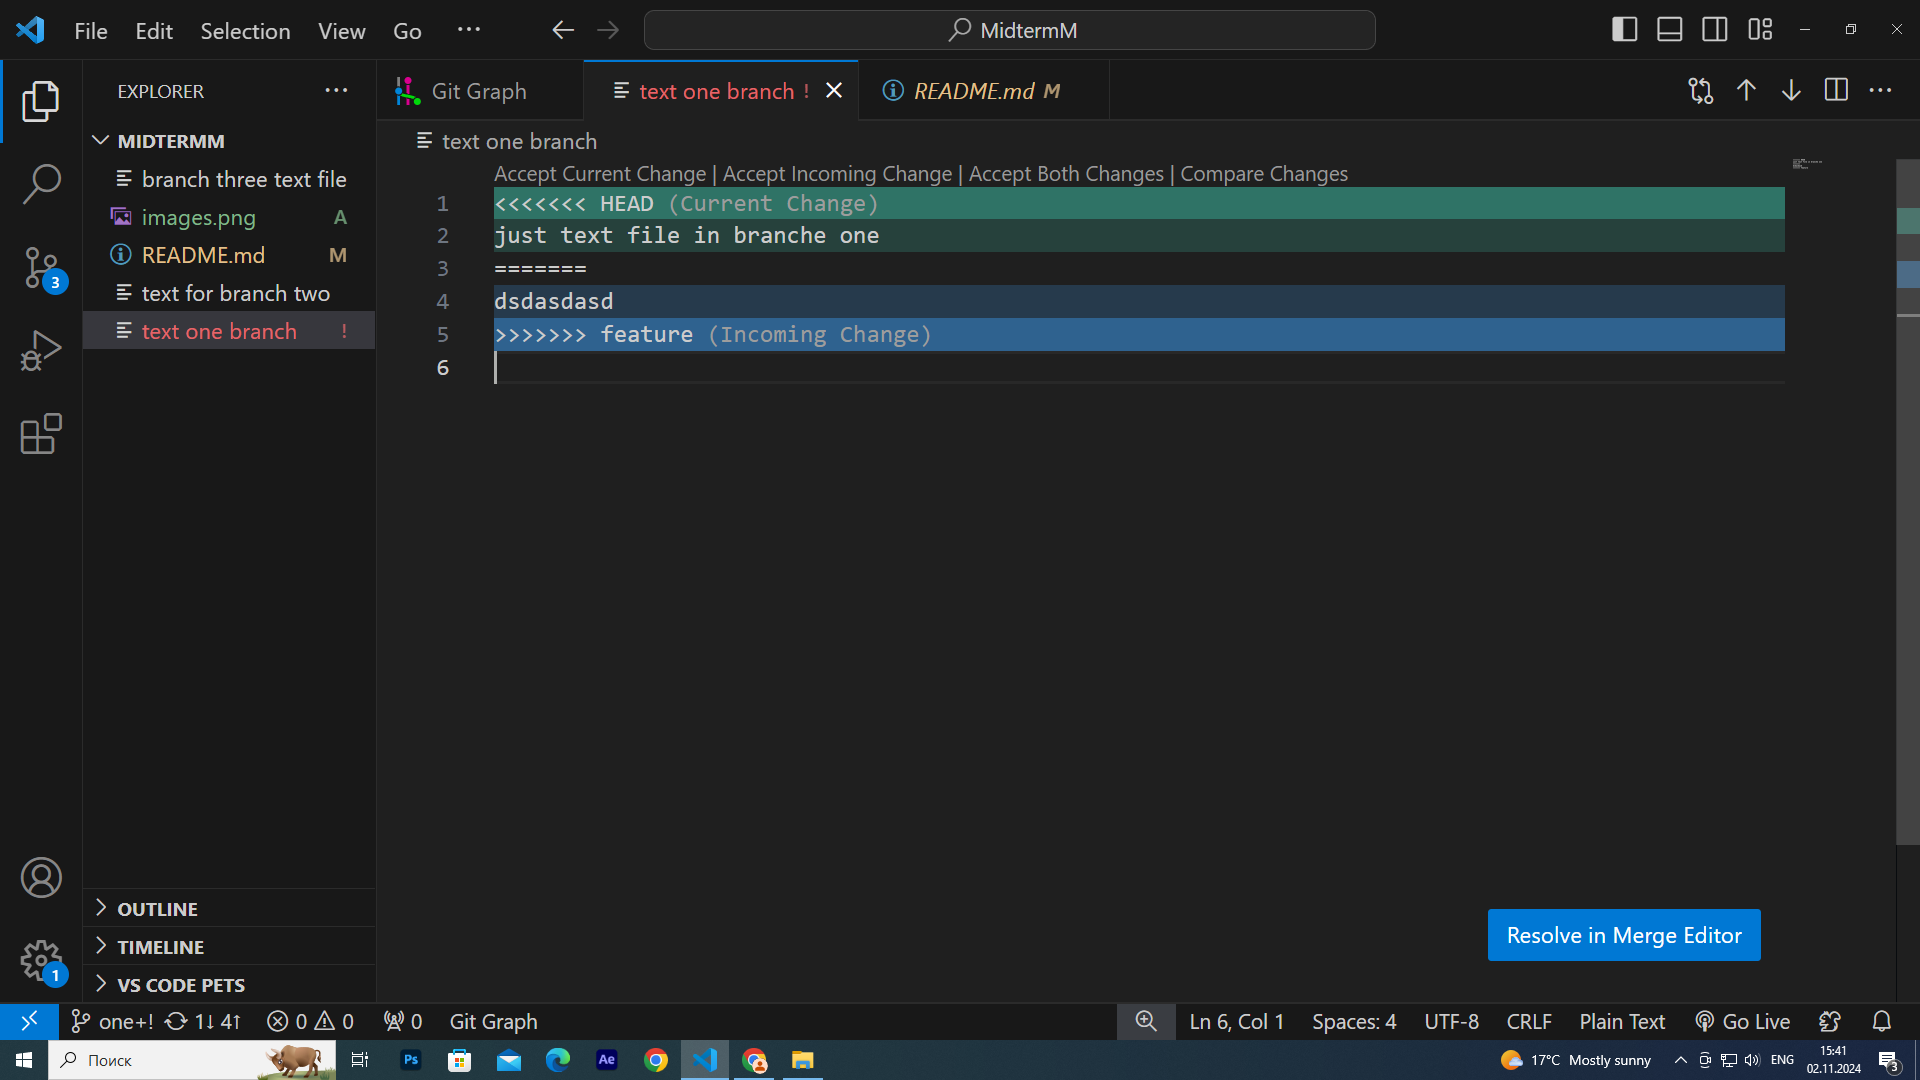 File Edit Selection View Go ···
MidtermM
EXPLORER ···
Git Graph
text one branch !
README.md M
MIDTERMM
branch three text file
images.png A
README.md M
text for branch two
text one branch !
text one branch
Accept Current Change | Accept Incoming Change | Accept Both Changes | Compare Changes
1 <<<<<<< HEAD (Current Change)
2 just text file in branche one
3 =======
4 dsdasdasd
5 >>>>>>> feature (Incoming Change)
6
3
Resolve in Merge Editor
OUTLINE
TIMELINE
VS CODE PETS
1
one+! 1↓ 4↑ 0 0 0 Git Graph
Ln 6, Col 1 Spaces: 4 UTF-8 CRLF Plain Text Go Live
Поиск
Ps
Ae
17°C Mostly sunny
ENG
15:41
02.11.2024
3